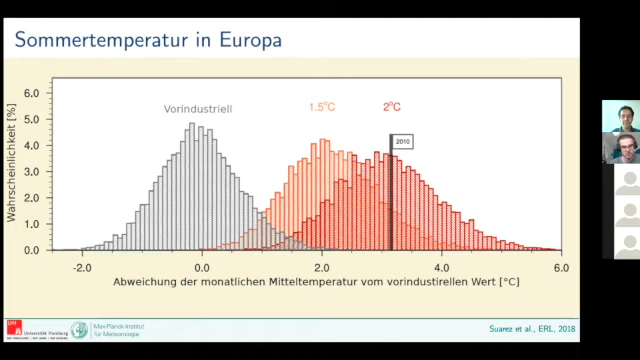 Sommertemperatur in Europa
Vorindustriell
1.5°C
2°C
2010
Wahrscheinlichkeit [%]
6.0
5.0
4.0
3.0
2.0
1.0
0.0
-2.0 0.0 2.0 4.0 6.0
Abweichung der monatlichen Mitteltemperatur vom vorindustirellen Wert [°C]
Universität Hamburg
Max-Planck-Institut
für Meteorologie
Suarez et al., ERL, 2018